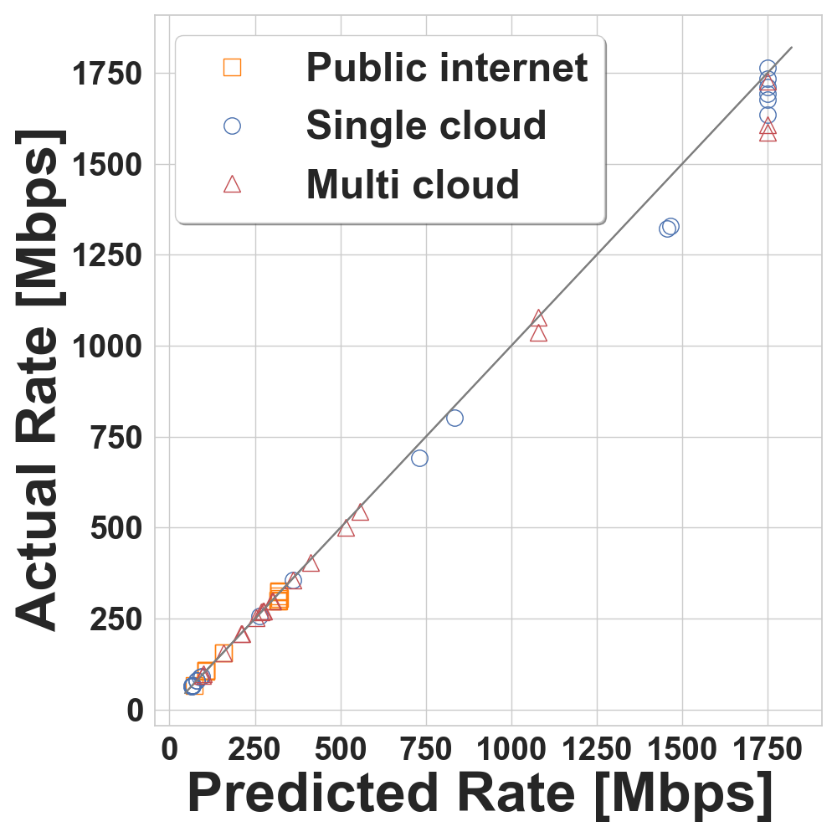 Public internet
Single cloud
Multi cloud
Actual Rate [Mbps]
1750
1500
1250
1000
750
500
250
0
0 250 500 750 1000 1250 1500 1750
Predicted Rate [Mbps]